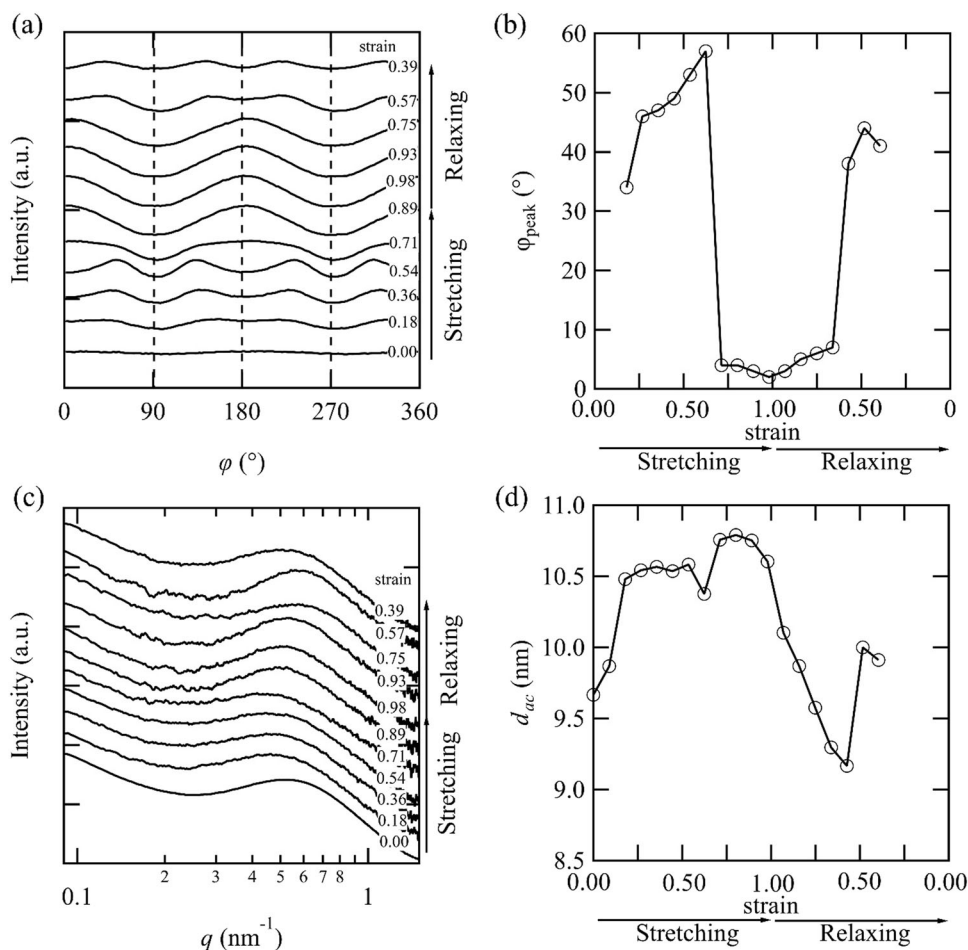 (a)
strain
0.39
0.57
0.75
0.93
0.98
0.89
0.71
0.54
0.36
0.18
0.00
Relaxing
Stretching
Intensity (a.u.)
0 90 180 270 360
φ (°)
(b)
60
50
40
30
20
10
0
φpeak (°)
0.00 0.50 1.00 0.50 0
strain
Stretching Relaxing
(c)
strain
0.39
0.57
0.75
0.93
0.98
0.89
0.71
0.54
0.36
0.18
0.00
Relaxing
Stretching
Intensity (a.u.)
0.1 2 3 4 5 6 7 8 1
q (nm⁻¹)
(d)
11.0
10.5
10.0
9.5
9.0
8.5
dac (nm)
0.00 0.50 1.00 0.50 0.00
strain
Stretching Relaxing